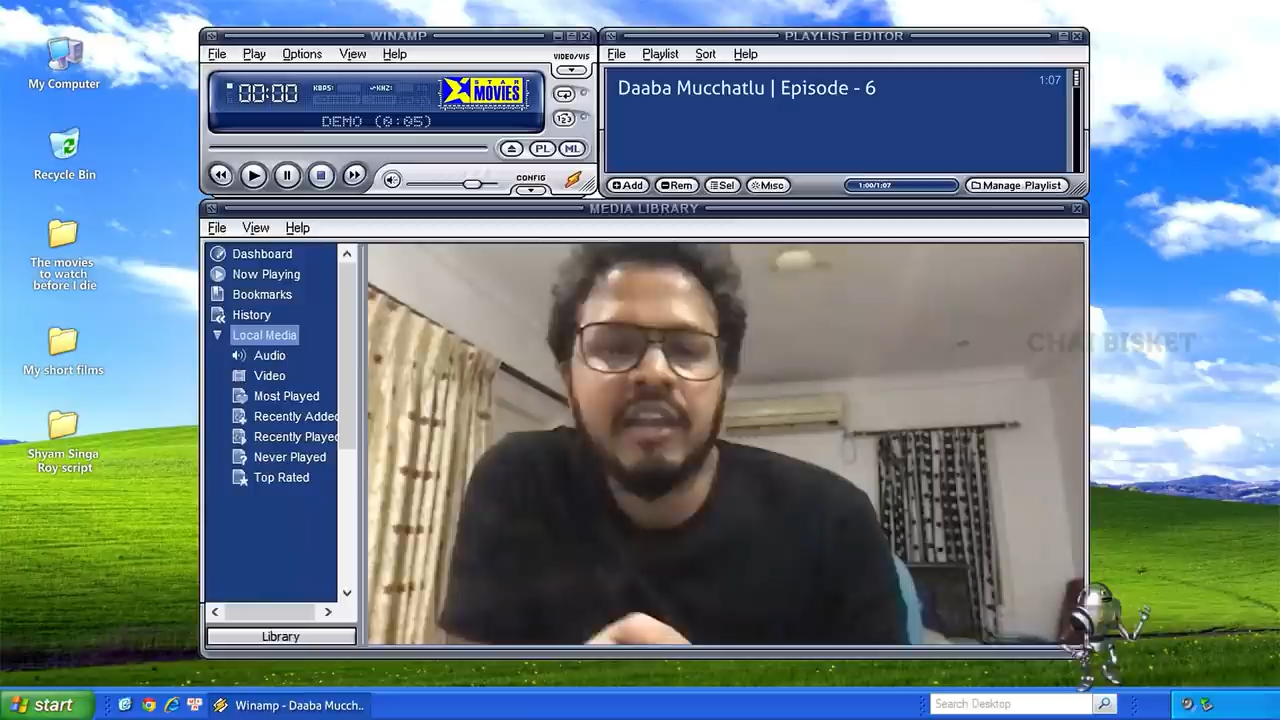 My Computer
Recycle Bin
The movies
to watch
before I die
My short films
Shyam Singa
Roy script
WINAMP
File Play Options View Help
VIDEO/VIS
00:00
KBPS: KHZ:
STAR
MOVIES
DEMO (0:05)
PL ML
CONFIG
PLAYLIST EDITOR
File Playlist Sort Help
Daaba Mucchatlu | Episode - 6 1:07
Add Rem Sel Misc 1:00/1:07 Manage Playlist
MEDIA LIBRARY
File View Help
Dashboard
Now Playing
Bookmarks
History
Local Media
Audio
Video
Most Played
Recently Added
Recently Playe
Never Played
Top Rated
Library
CHAI BISKET
start
Winamp - Daaba Mucch..
Search Desktop